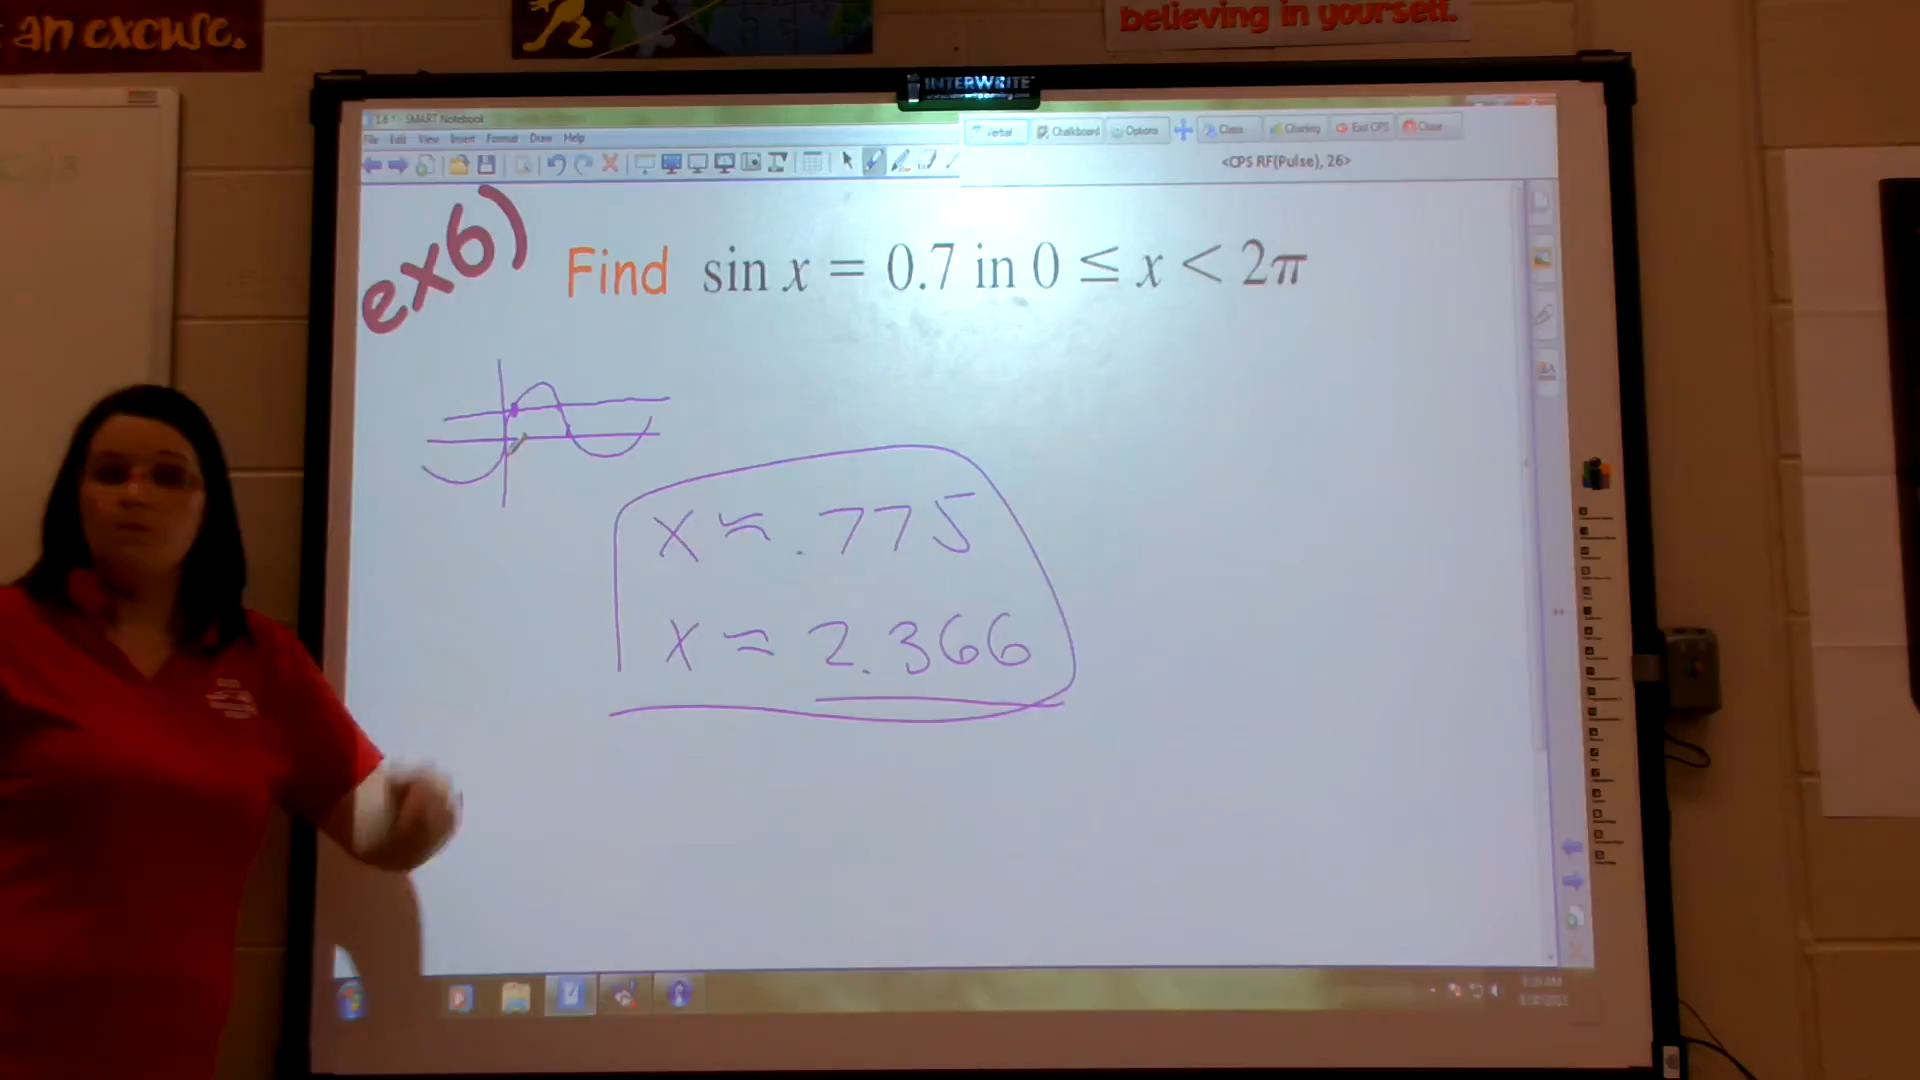 an excuse.
believing in yourself.
INTERWRITE
1.6 * - SMART Notebook
File Edit View Insert Format Draw Help
Verbal Chalkboard Options Class Charting Exit CPS Close
<CPS RF(Pulse), 26>
ex6)
Find sin x = 0.7 in 0 ≤ x < 2π
x ≈ .775
x ≈ 2.366